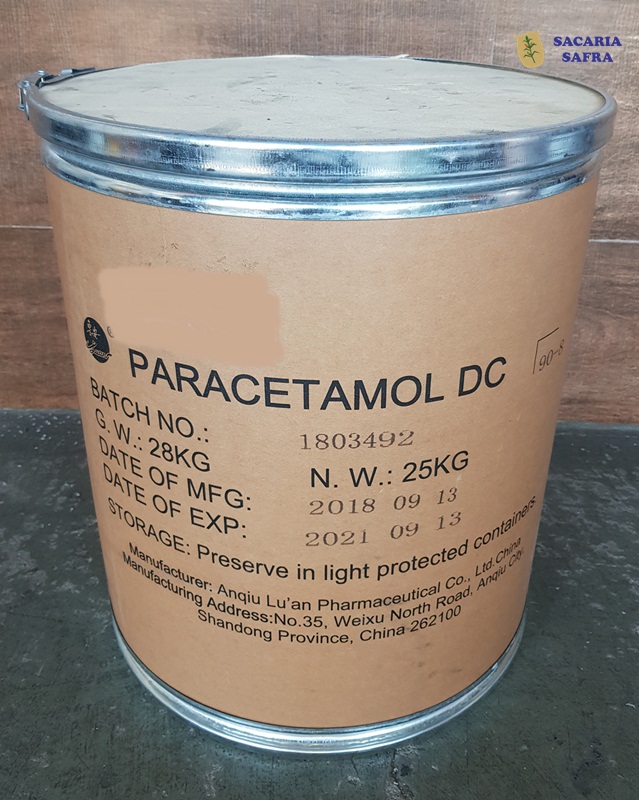 SACARIA
SAFRA
®
PARACETAMOL DC
90-8
BATCH NO.: 1803492
G. W.: 28KG N. W.: 25KG
DATE OF MFG: 2018 09 13
DATE OF EXP: 2021 09 13
STORAGE: Preserve in light protected containers
Manufacturer: Anqiu Lu'an Pharmaceutical Co., Ltd.China
Manufacturing Address:No.35, Weixu North Road, Anqiu City,
Shandong Province, China 262100